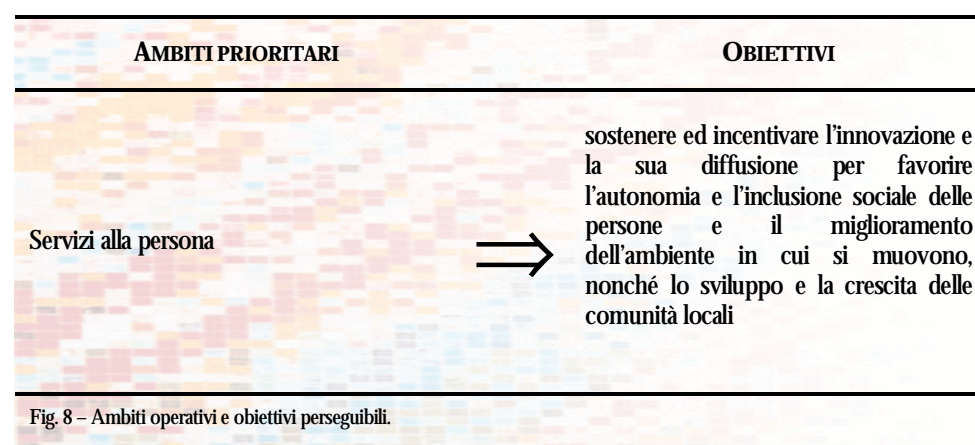 AMBITI PRIORITARI
OBIETTIVI
Servizi alla persona
⇒
sostenere ed incentivare l'innovazione e
la sua diffusione per favorire
l'autonomia e l'inclusione sociale delle
persone e il miglioramento
dell'ambiente in cui si muovono,
nonché lo sviluppo e la crescita delle
comunità locali
Fig. 8 – Ambiti operativi e obiettivi perseguibili.